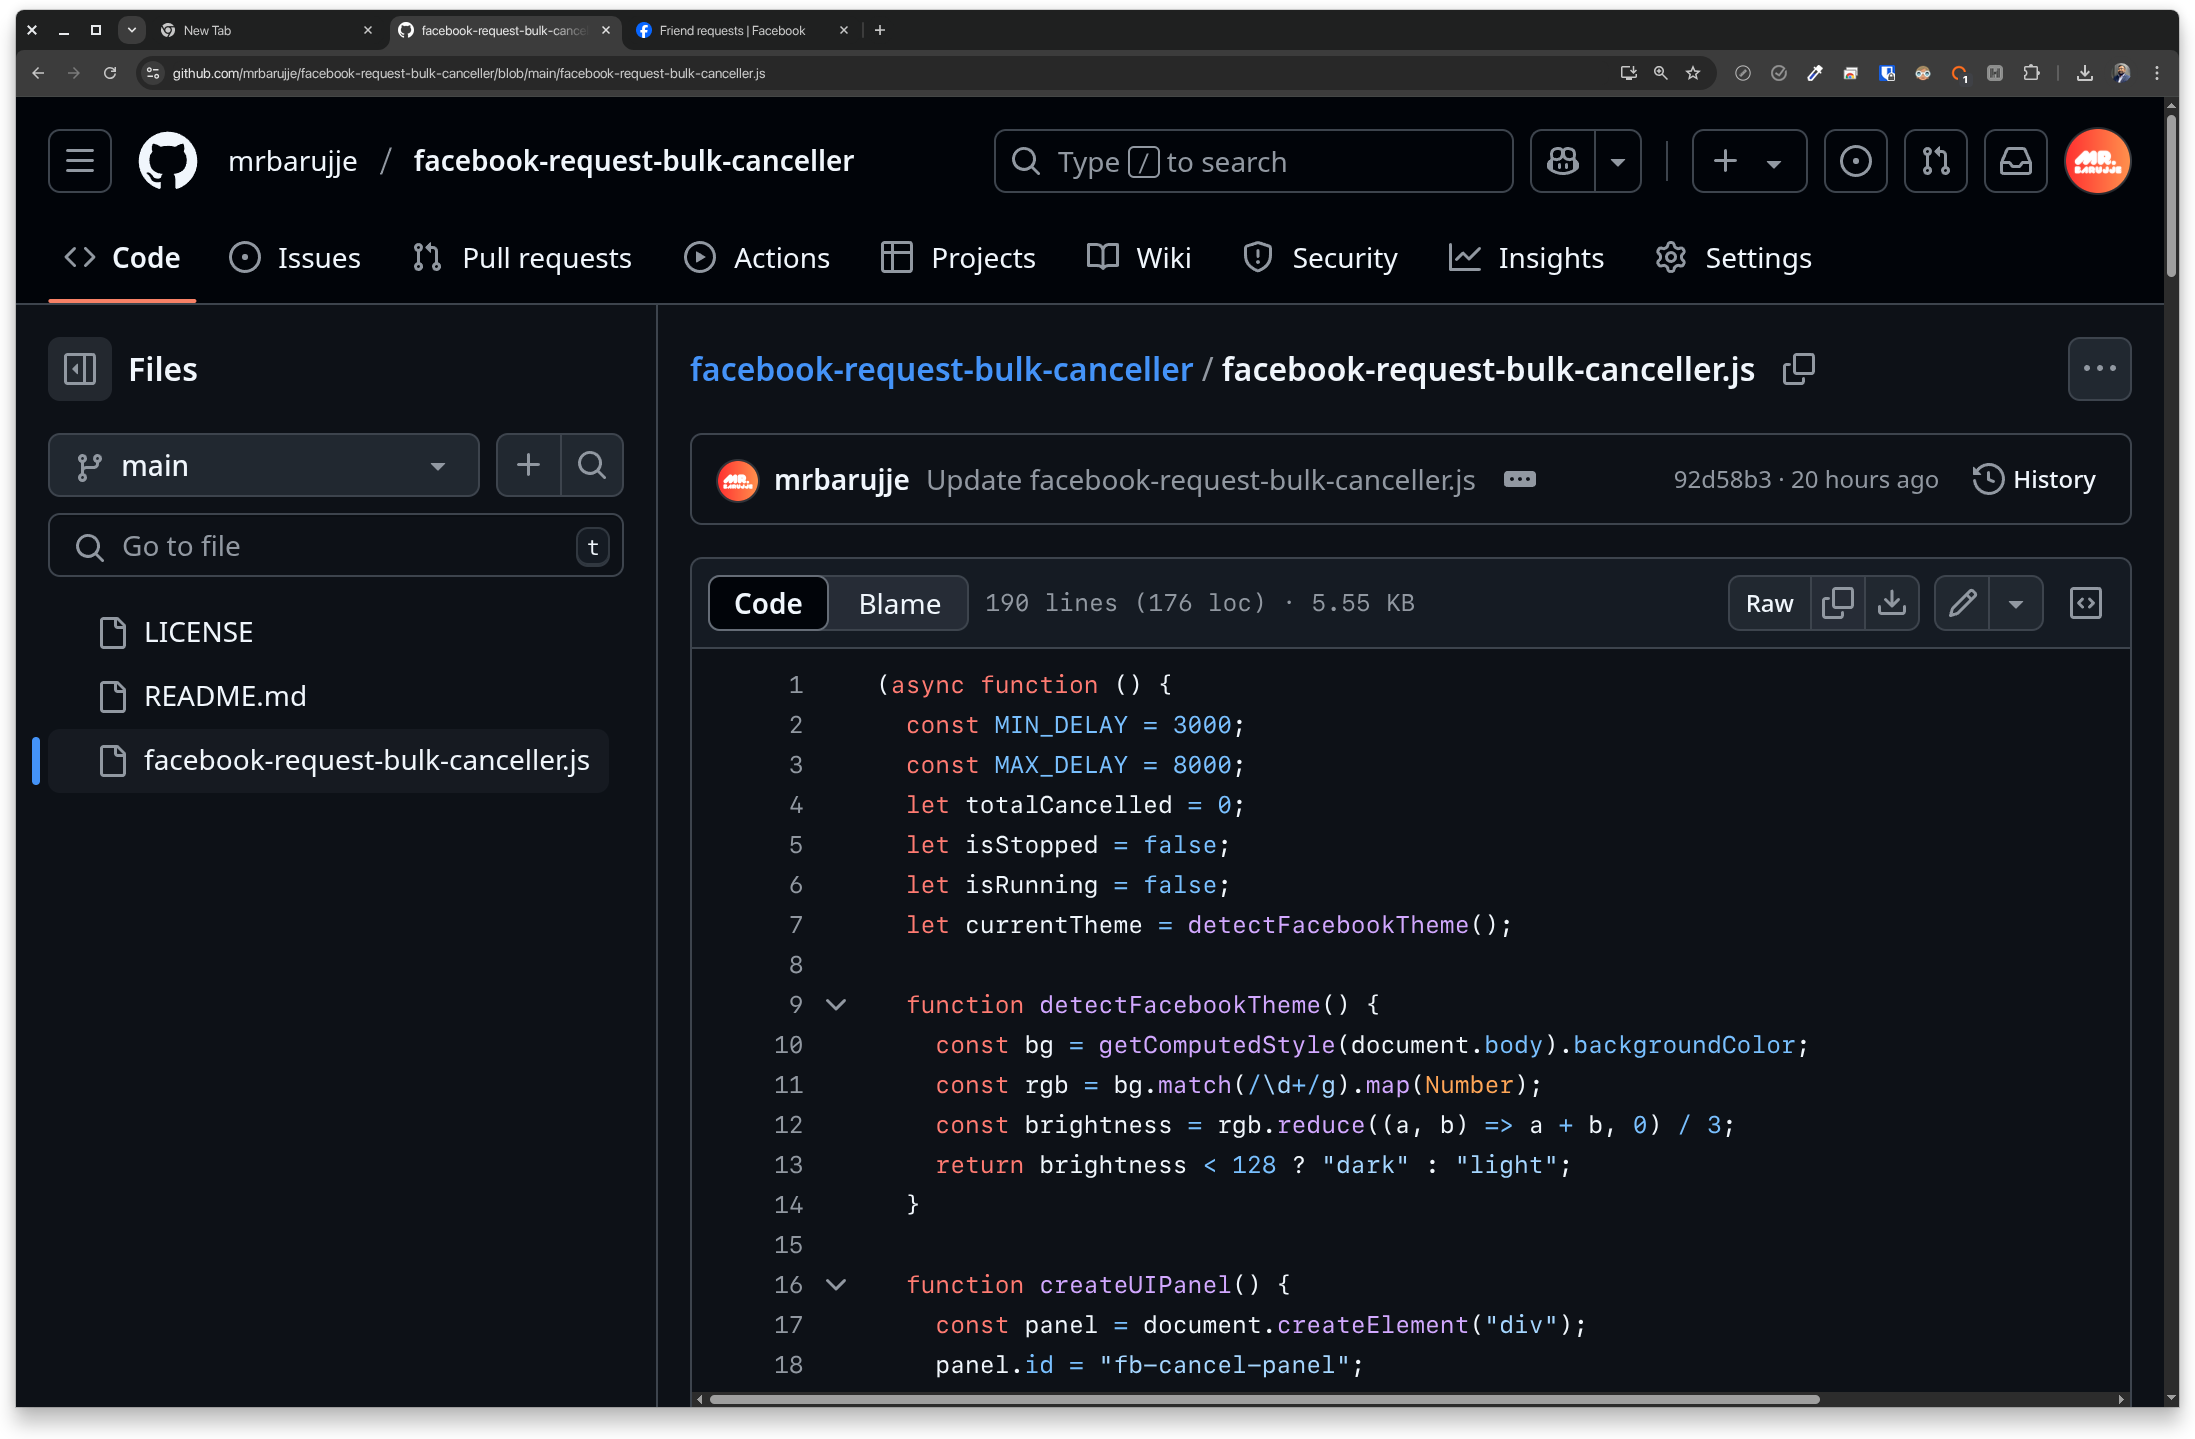 New Tab
facebook-request-bulk-cance
Friend requests | Facebook
github.com/mrbarujje/facebook-request-bulk-canceller/blob/main/facebook-request-bulk-canceller.js
1
mrbarujje / facebook-request-bulk-canceller
Type / to search
MR. BARUJJE
Code
Issues
Pull requests
Actions
Projects
Wiki
Security
Insights
Settings
Files
main
Go to file
t
LICENSE
README.md
facebook-request-bulk-canceller.js
facebook-request-bulk-canceller / facebook-request-bulk-canceller.js
mrbarujje Update facebook-request-bulk-canceller.js
92d58b3 · 20 hours ago
History
Code
Blame
190 lines (176 loc) · 5.55 KB
Raw
1 (async function () {
2 const MIN_DELAY = 3000;
3 const MAX_DELAY = 8000;
4 let totalCancelled = 0;
5 let isStopped = false;
6 let isRunning = false;
7 let currentTheme = detectFacebookTheme();
8
9 function detectFacebookTheme() {
10 const bg = getComputedStyle(document.body).backgroundColor;
11 const rgb = bg.match(/\d+/g).map(Number);
12 const brightness = rgb.reduce((a, b) => a + b, 0) / 3;
13 return brightness < 128 ? "dark" : "light";
14 }
15
16 function createUIPanel() {
17 const panel = document.createElement("div");
18 panel.id = "fb-cancel-panel";